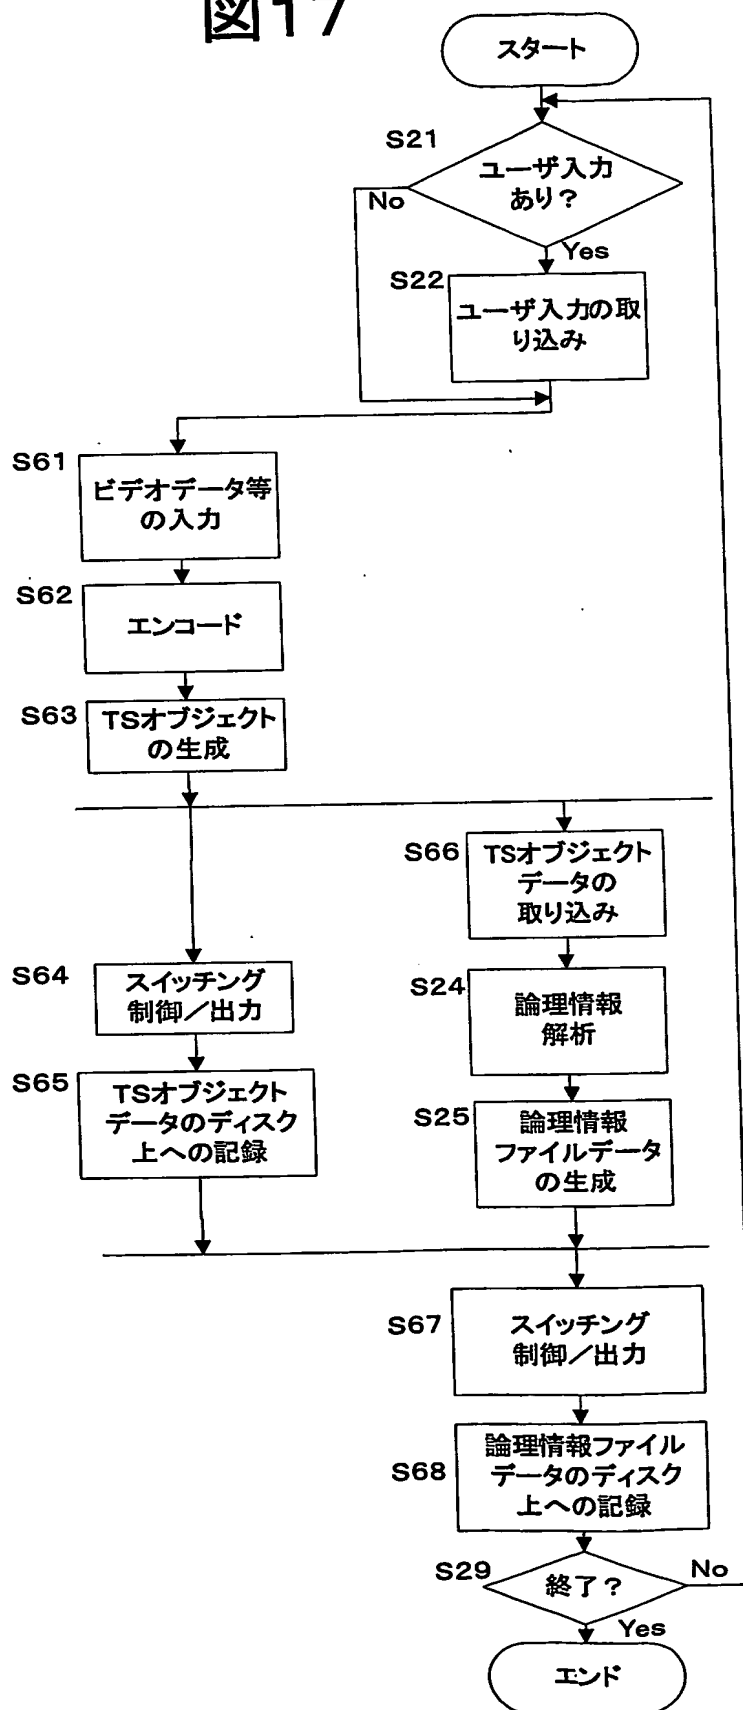 図17
スタート
S21
ユーザ入力
あり？
No
Yes
S22
ユーザ入力の取
り込み
S61
ビデオデータ等
の入力
S62
エンコード
S63
TSオブジェクト
の生成
S66
TSオブジェクト
データの
取り込み
S64
スイッチング
制御／出力
S24
論理情報
解析
S65
TSオブジェクト
データのディスク
上への記録
S25
論理情報
ファイルデータ
の生成
S67
スイッチング
制御／出力
S68
論理情報ファイル
データのディスク
上への記録
S29
終了？
No
Yes
エンド